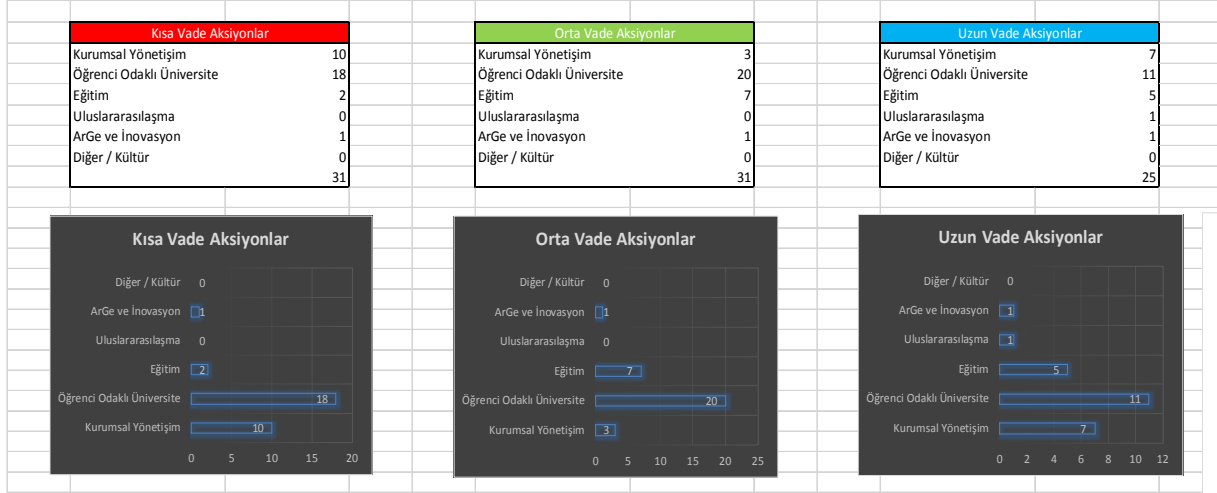 Kısa Vade Aksiyonlar
Kurumsal Yönetişim 10
Öğrenci Odaklı Üniversite 18
Eğitim 2
Uluslararasılaşma 0
ArGe ve İnovasyon 1
Diğer / Kültür 0
31
Orta Vade Aksiyonlar
Kurumsal Yönetişim 3
Öğrenci Odaklı Üniversite 20
Eğitim 7
Uluslararasılaşma 0
ArGe ve İnovasyon 1
Diğer / Kültür 0
31
Uzun Vade Aksiyonlar
Kurumsal Yönetişim 7
Öğrenci Odaklı Üniversite 11
Eğitim 5
Uluslararasılaşma 1
ArGe ve İnovasyon 1
Diğer / Kültür 0
25
Kısa Vade Aksiyonlar
Diğer / Kültür 0
ArGe ve İnovasyon 1
Uluslararasılaşma 0
Eğitim 2
Öğrenci Odaklı Üniversite 18
Kurumsal Yönetişim 10
0 5 10 15 20
Orta Vade Aksiyonlar
Diğer / Kültür 0
ArGe ve İnovasyon 1
Uluslararasılaşma 0
Eğitim 7
Öğrenci Odaklı Üniversite 20
Kurumsal Yönetişim 3
0 5 10 15 20 25
Uzun Vade Aksiyonlar
Diğer / Kültür 0
ArGe ve İnovasyon 1
Uluslararasılaşma 1
Eğitim 5
Öğrenci Odaklı Üniversite 11
Kurumsal Yönetişim 7
0 2 4 6 8 10 12